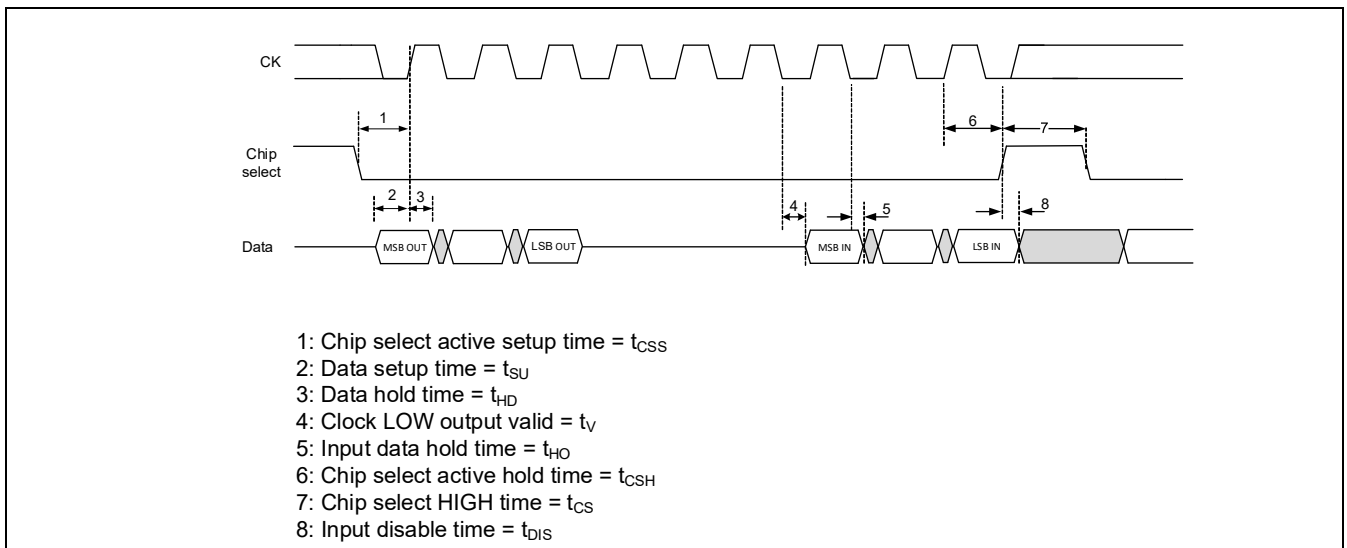 CK
1
6
7
Chip
select
2
3
4
5
8
Data
MSB OUT
LSB OUT
MSB IN
LSB IN
1: Chip select active setup time = tCSS
2: Data setup time = tSU
3: Data hold time = tHD
4: Clock LOW output valid = tV
5: Input data hold time = tHO
6: Chip select active hold time = tCSH
7: Chip select HIGH time = tCS
8: Input disable time = tDIS